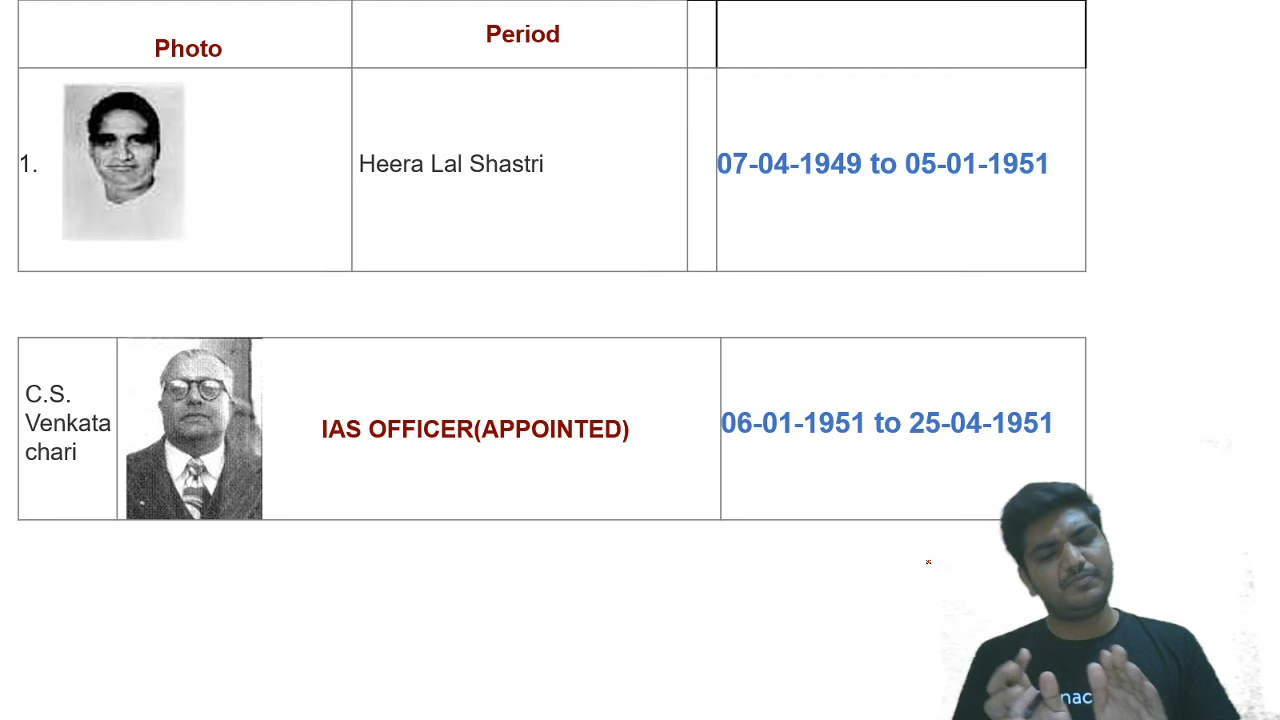 Photo
Period
1.
Heera Lal Shastri
07-04-1949 to 05-01-1951
C.S.
Venkata
chari
IAS OFFICER(APPOINTED)
06-01-1951 to 25-04-1951
nac